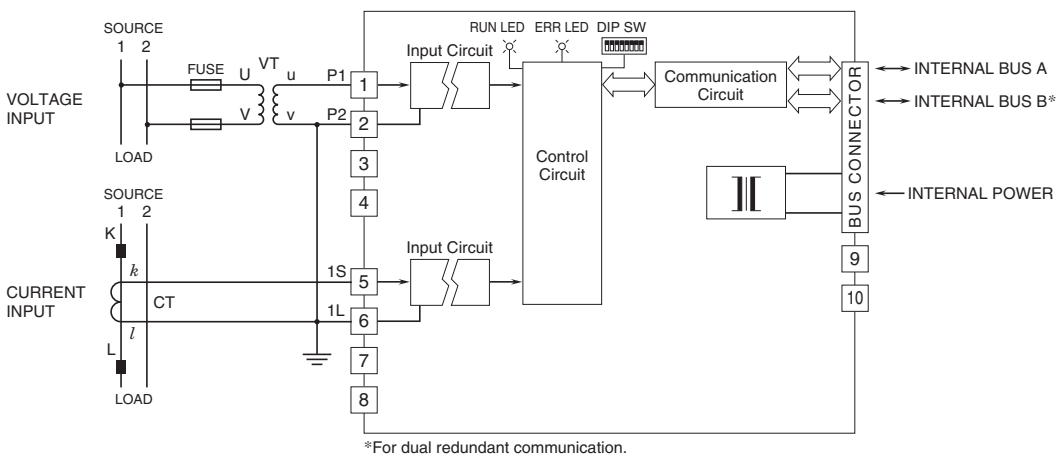 SOURCE
1 2
VOLTAGE
INPUT
FUSE
U VT u
V v
P1
P2
LOAD
SOURCE
1 2
K
k
CURRENT
INPUT
CT
l
L
LOAD
1S
1L
1
2
3
4
5
6
7
8
RUN LED ERR LED DIP SW
Input Circuit
Input Circuit
Control
Circuit
Communication
Circuit
BUS CONNECTOR
9
10
INTERNAL BUS A
INTERNAL BUS B*
INTERNAL POWER
*For dual redundant communication.